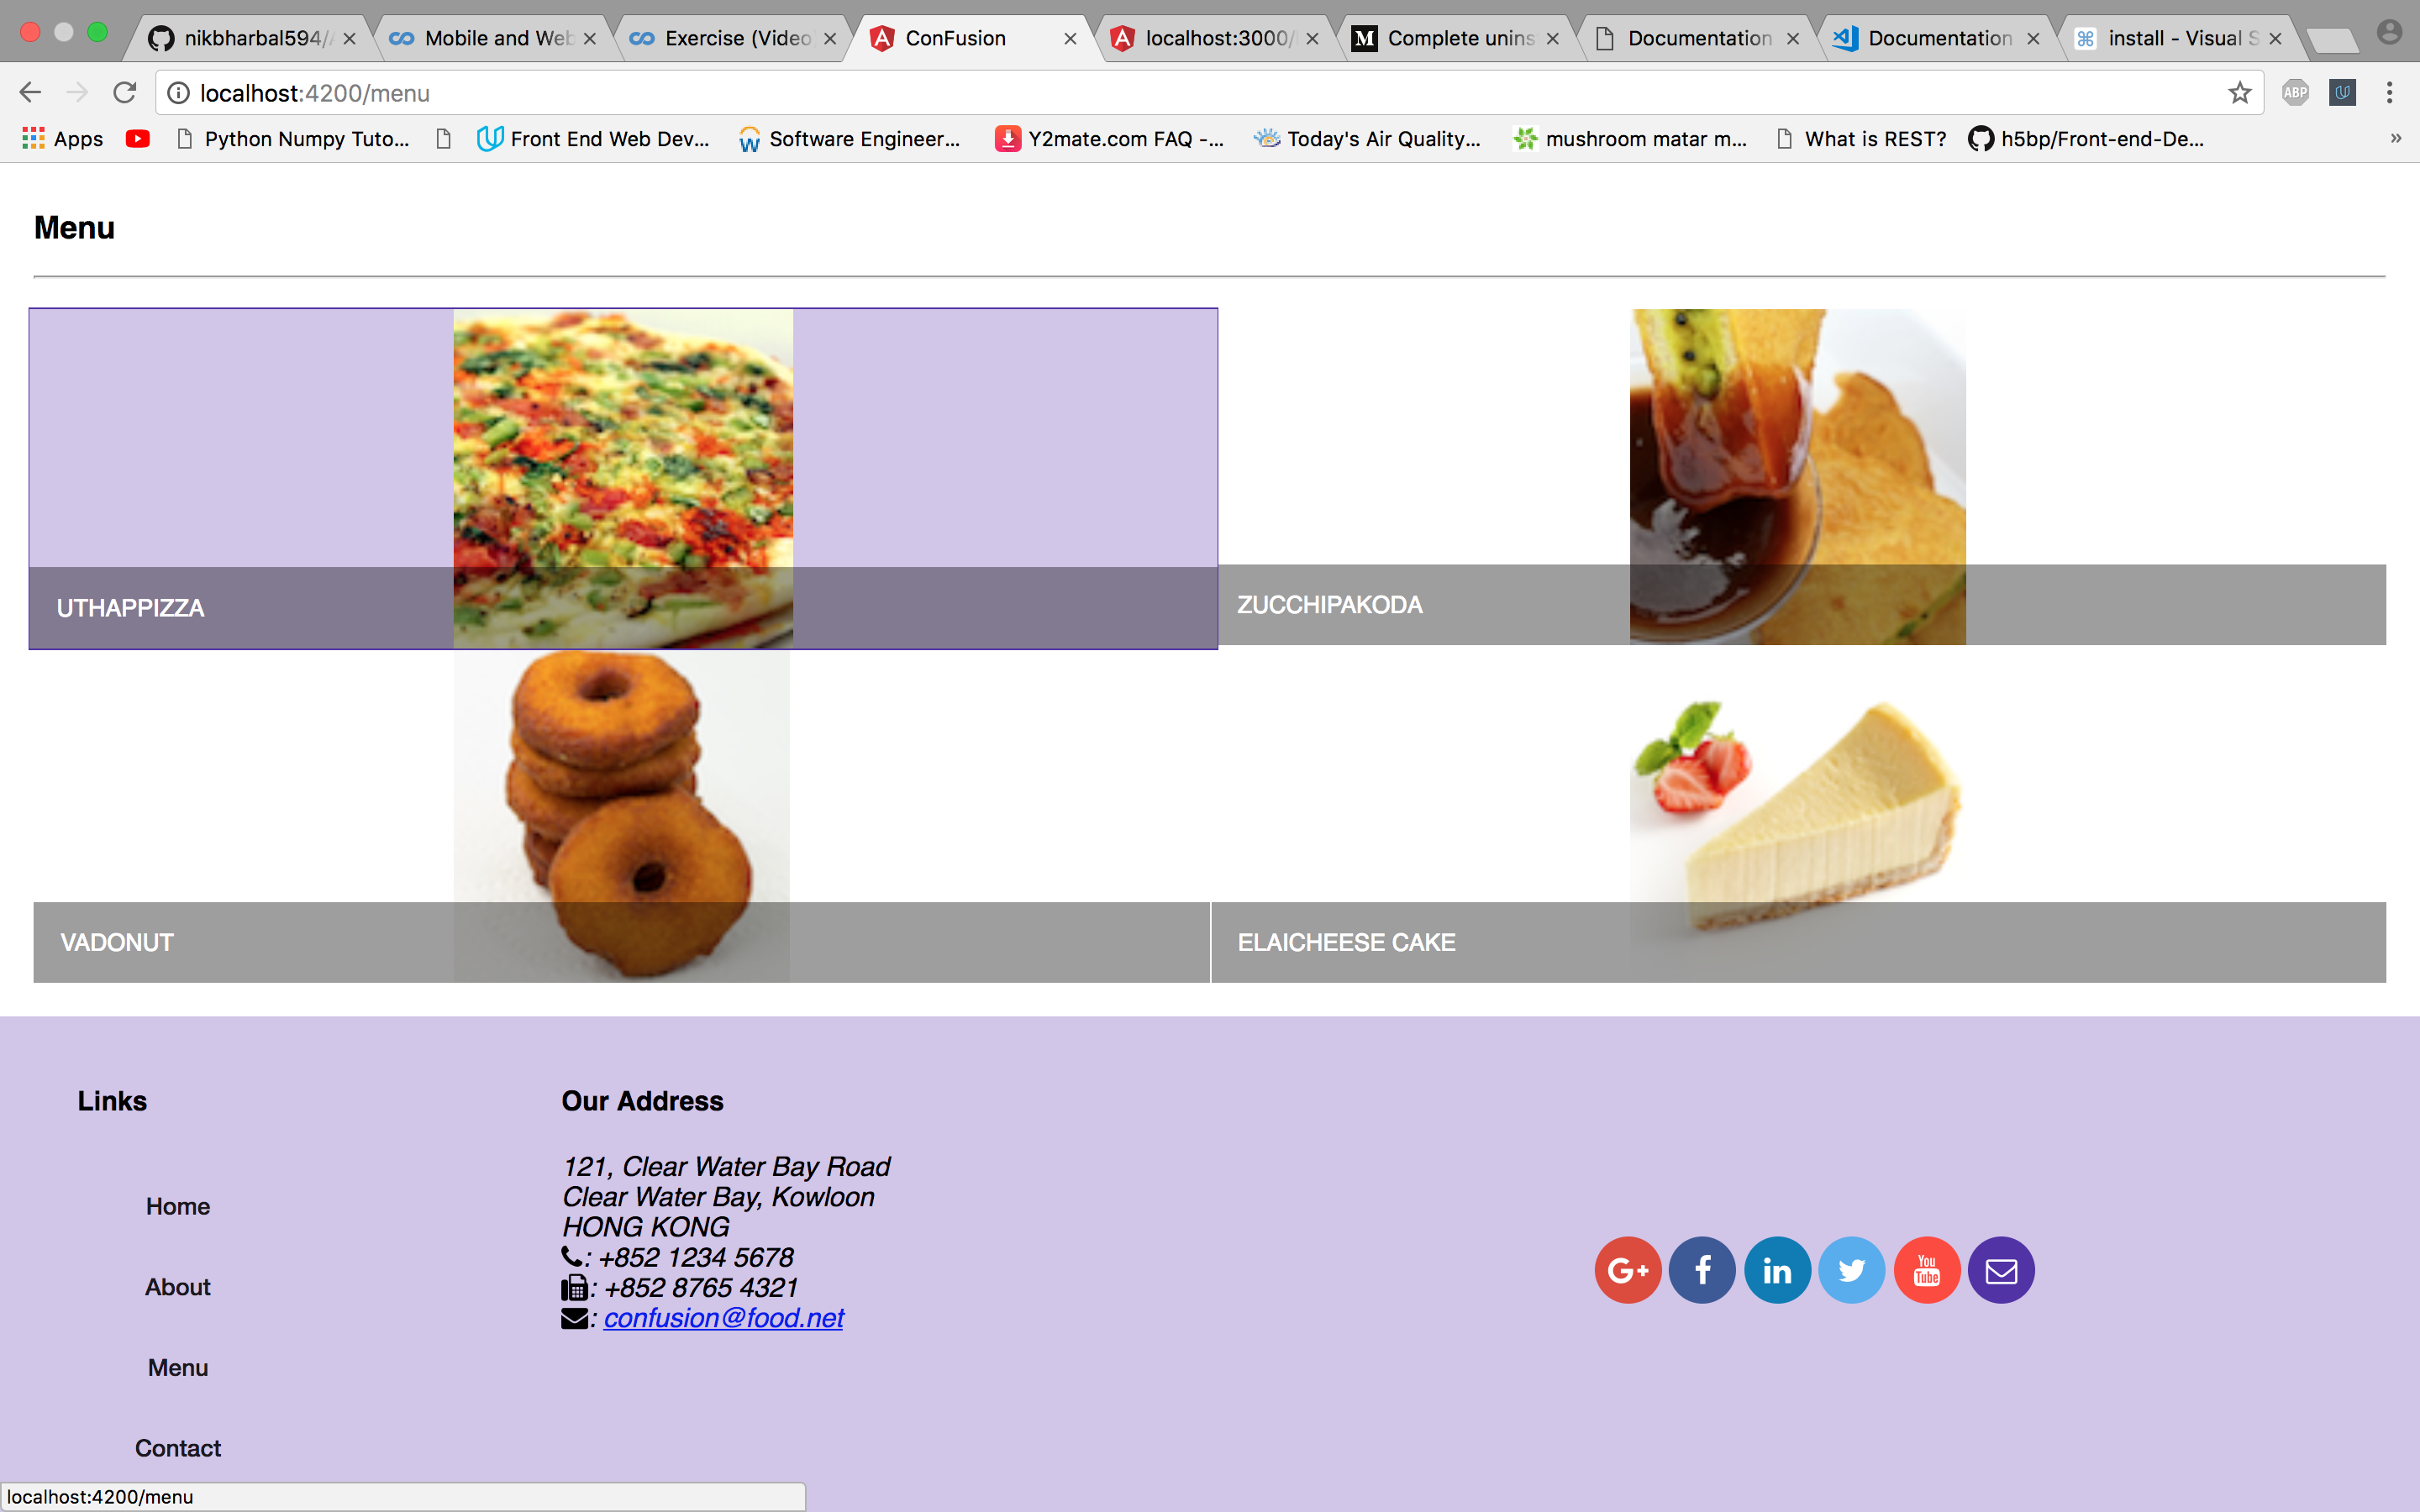 nikbharbal594/
Mobile and Web
Exercise (Video
ConFusion
localhost:3000/
Complete unins
Documentation
Documentation
install - Visual S
localhost:4200/menu
ABP
Apps
Python Numpy Tuto...
Front End Web Dev...
Software Engineer...
Y2mate.com FAQ -...
Today's Air Quality...
mushroom matar m...
What is REST?
h5bp/Front-end-De...
»
Menu
UTHAPPIZZA
ZUCCHIPAKODA
VADONUT
ELAICHEESE CAKE
Links
Home
About
Menu
Contact
Our Address
121, Clear Water Bay Road
Clear Water Bay, Kowloon
HONG KONG
: +852 1234 5678
: +852 8765 4321
: confusion@food.net
G+
f
in
You
Tube
localhost:4200/menu